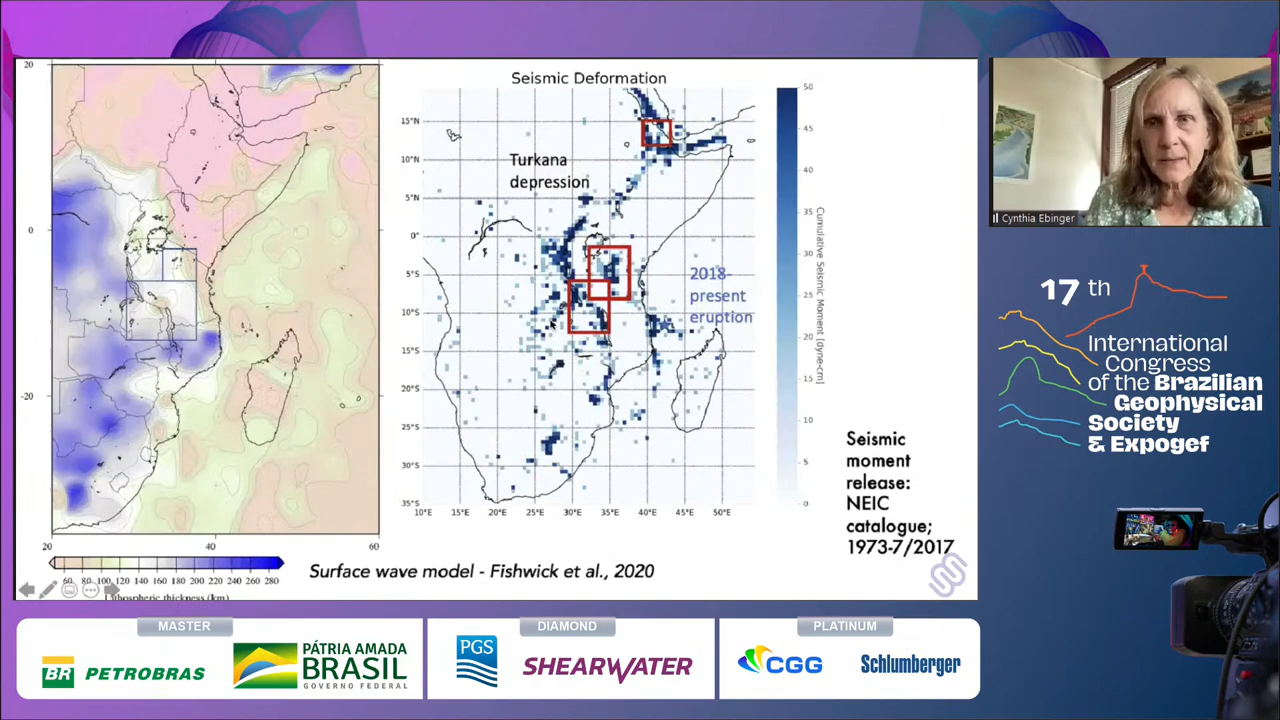 20
0
-20
20
40
60
60
80
100
120
140
160
180
200
220
240
260
280
Lithospheric thickness (km)
Surface wave model - Fishwick et al., 2020
Seismic Deformation
Turkana
depression
2018-
present
eruption
15°N
10°N
5°N
0°
5°S
10°S
15°S
20°S
25°S
30°S
35°S
10°E
15°E
20°E
25°E
30°E
35°E
40°E
45°E
50°E
50
45
40
35
30
25
20
15
10
5
0
Cumulative Seismic Moment [dyne-cm]
Seismic
moment
release:
NEIC
catalogue;
1973-7/2017
Cynthia Ebinger
17 th
International
Congress
of the Brazilian
Geophysical
Society
& Expogef
MASTER
BR PETROBRAS
PÁTRIA AMADA
BRASIL
GOVERNO FEDERAL
DIAMOND
PGS
SHEARWATER
PLATINUM
CGG
Schlumberger